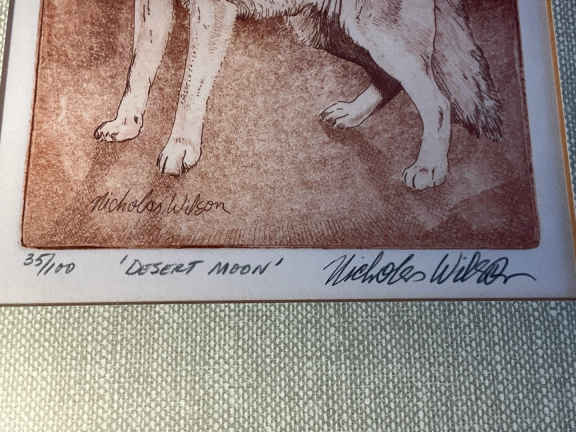 Nicholas Wilson
35/100 'DESERT MOON' Nicholas Wilson